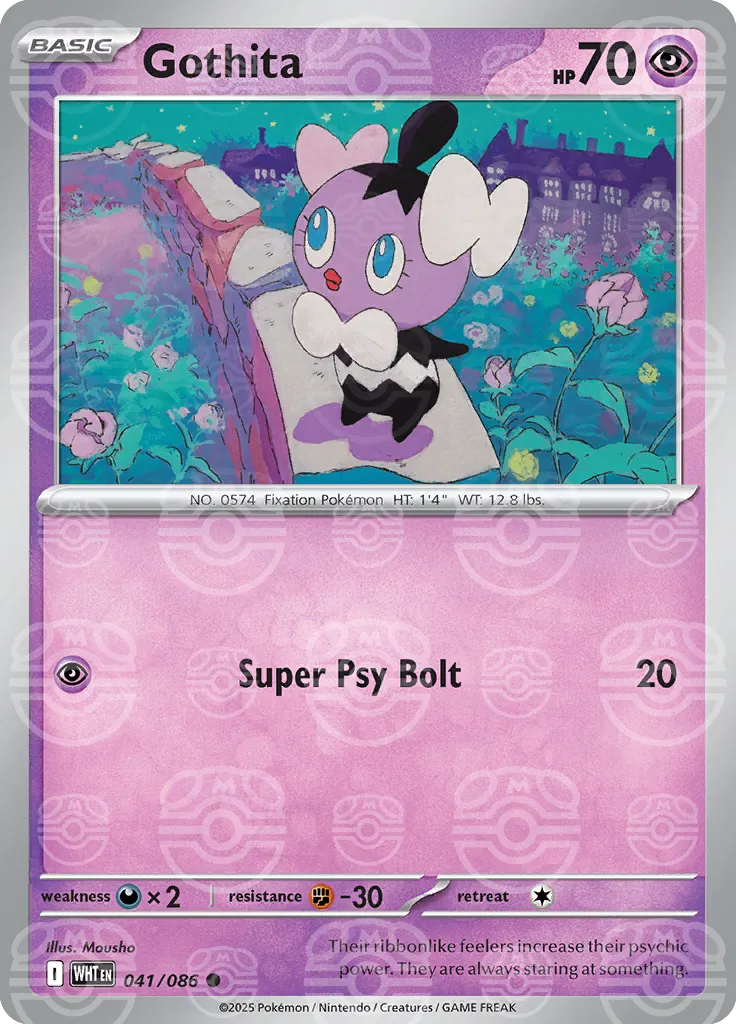 BASIC
Gothita
HP 70
NO. 0574 Fixation Pokémon HT: 1'4" WT: 12.8 lbs.
Super Psy Bolt 20
weakness ×2 resistance -30 retreat
Illus. Mousho
Their ribbonlike feelers increase their psychic
power. They are always staring at something.
I WHT EN 041/086
©2025 Pokémon / Nintendo / Creatures / GAME FREAK